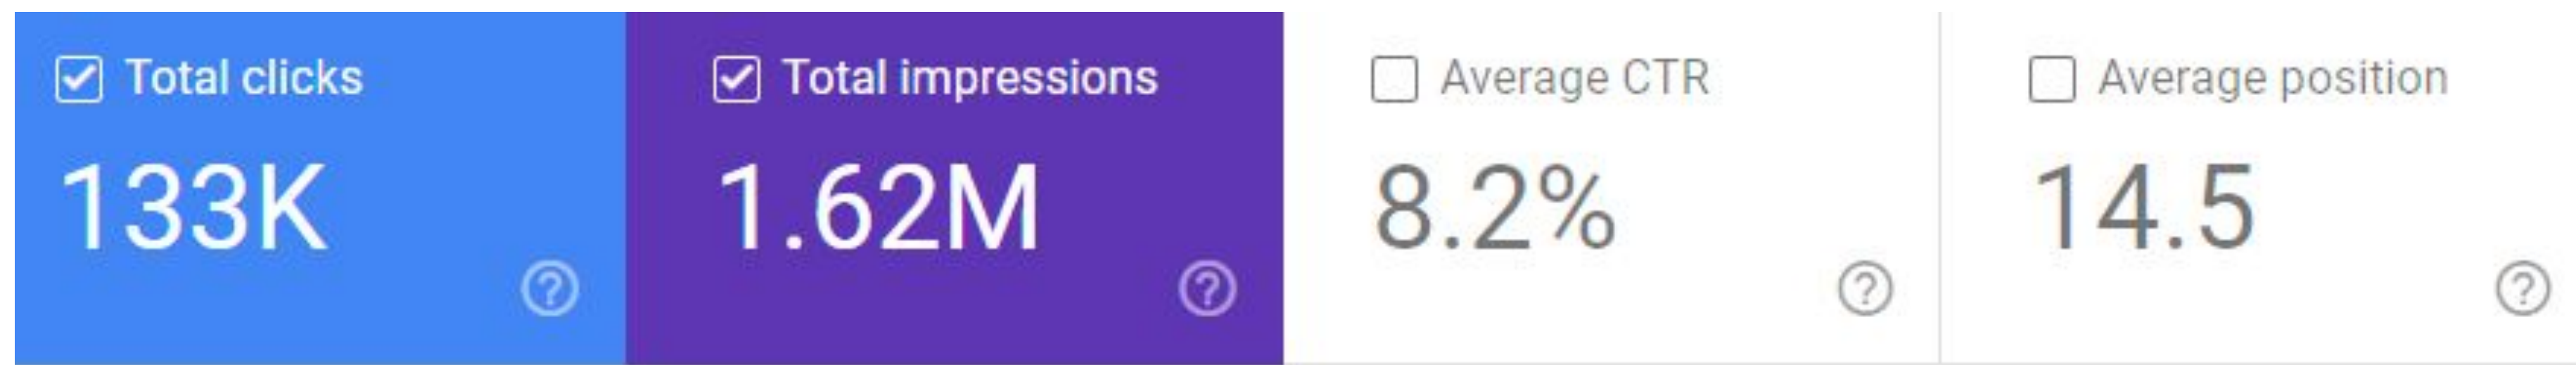 Total clicks
133K
Total impressions
1.62M
Average CTR
8.2%
Average position
14.5